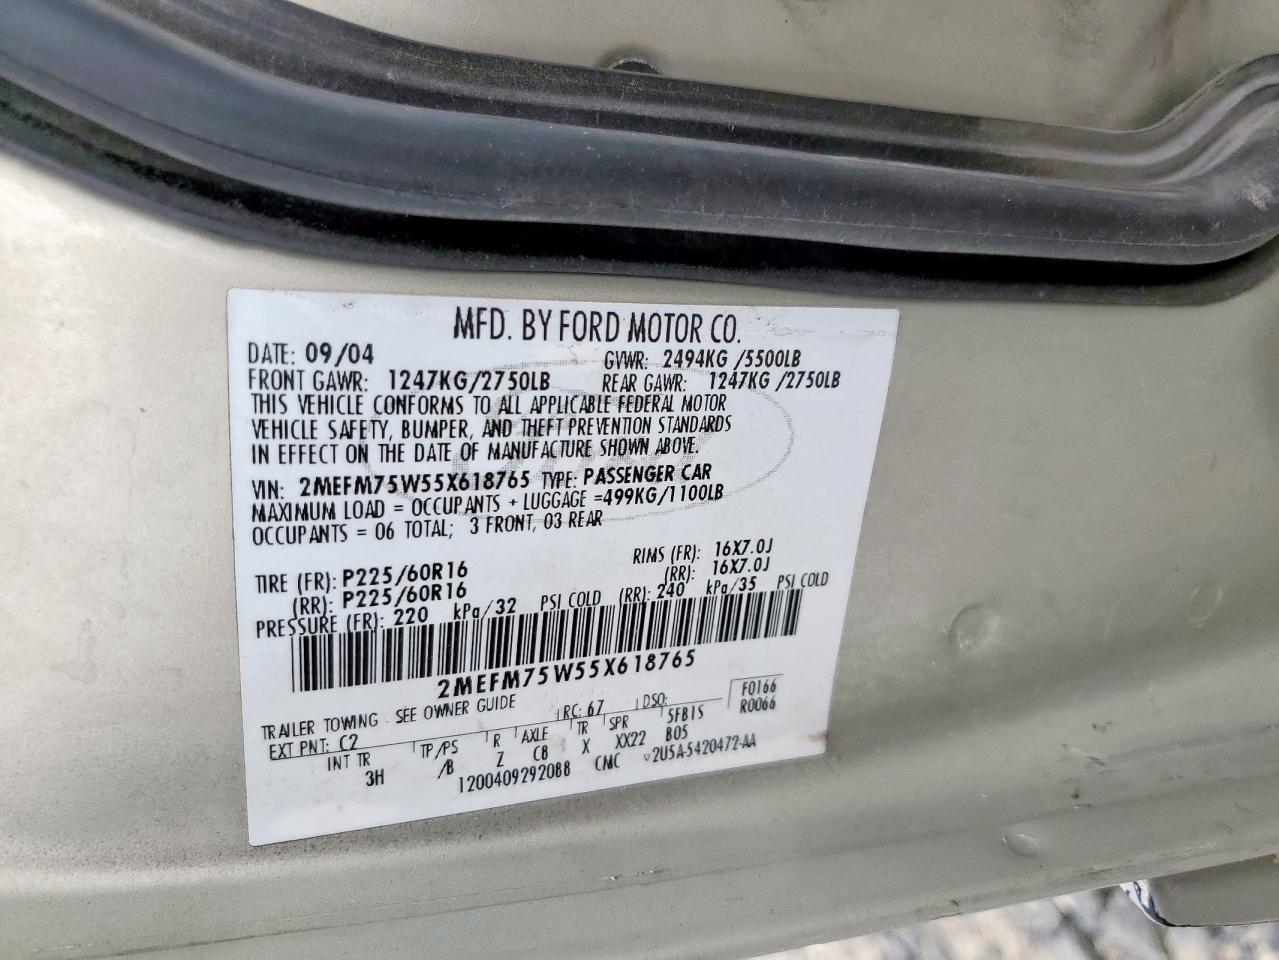 MFD. BY FORD MOTOR CO.
DATE: 09/04 GVWR: 2494KG /5500LB
FRONT GAWR: 1247KG/2750LB REAR GAWR: 1247KG /2750LB
THIS VEHICLE CONFORMS TO ALL APPLICABLE FEDERAL MOTOR
VEHICLE SAFETY, BUMPER, AND THEFT PREVENTION STANDARDS
IN EFFECT ON THE DATE OF MANUFACTURE SHOWN ABOVE.
VIN: 2MEFM75W55X618765 TYPE: PASSENGER CAR
MAXIMUM LOAD = OCCUPANTS + LUGGAGE =499KG/1100LB
OCCUPANTS = 06 TOTAL; 3 FRONT, 03 REAR
TIRE (FR): P225/60R16 RIMS (FR): 16X7.0J
(RR): P225/60R16 (RR): 16X7.0J
PRESSURE (FR): 220 kPa/32 PSI COLD (RR): 240 kPa/35 PSI COLD
2MEFM75W55X618765
TRAILER TOWING - SEE OWNER GUIDE F0166
EXT PNT: C2 RC: 67 DSO: R0066
INT TR TP/PS R AXLE TR SPR 5FB15
3H /B Z C8 X XX22 B05
1200409292088 CMC ▽2U5A-5420472-AA